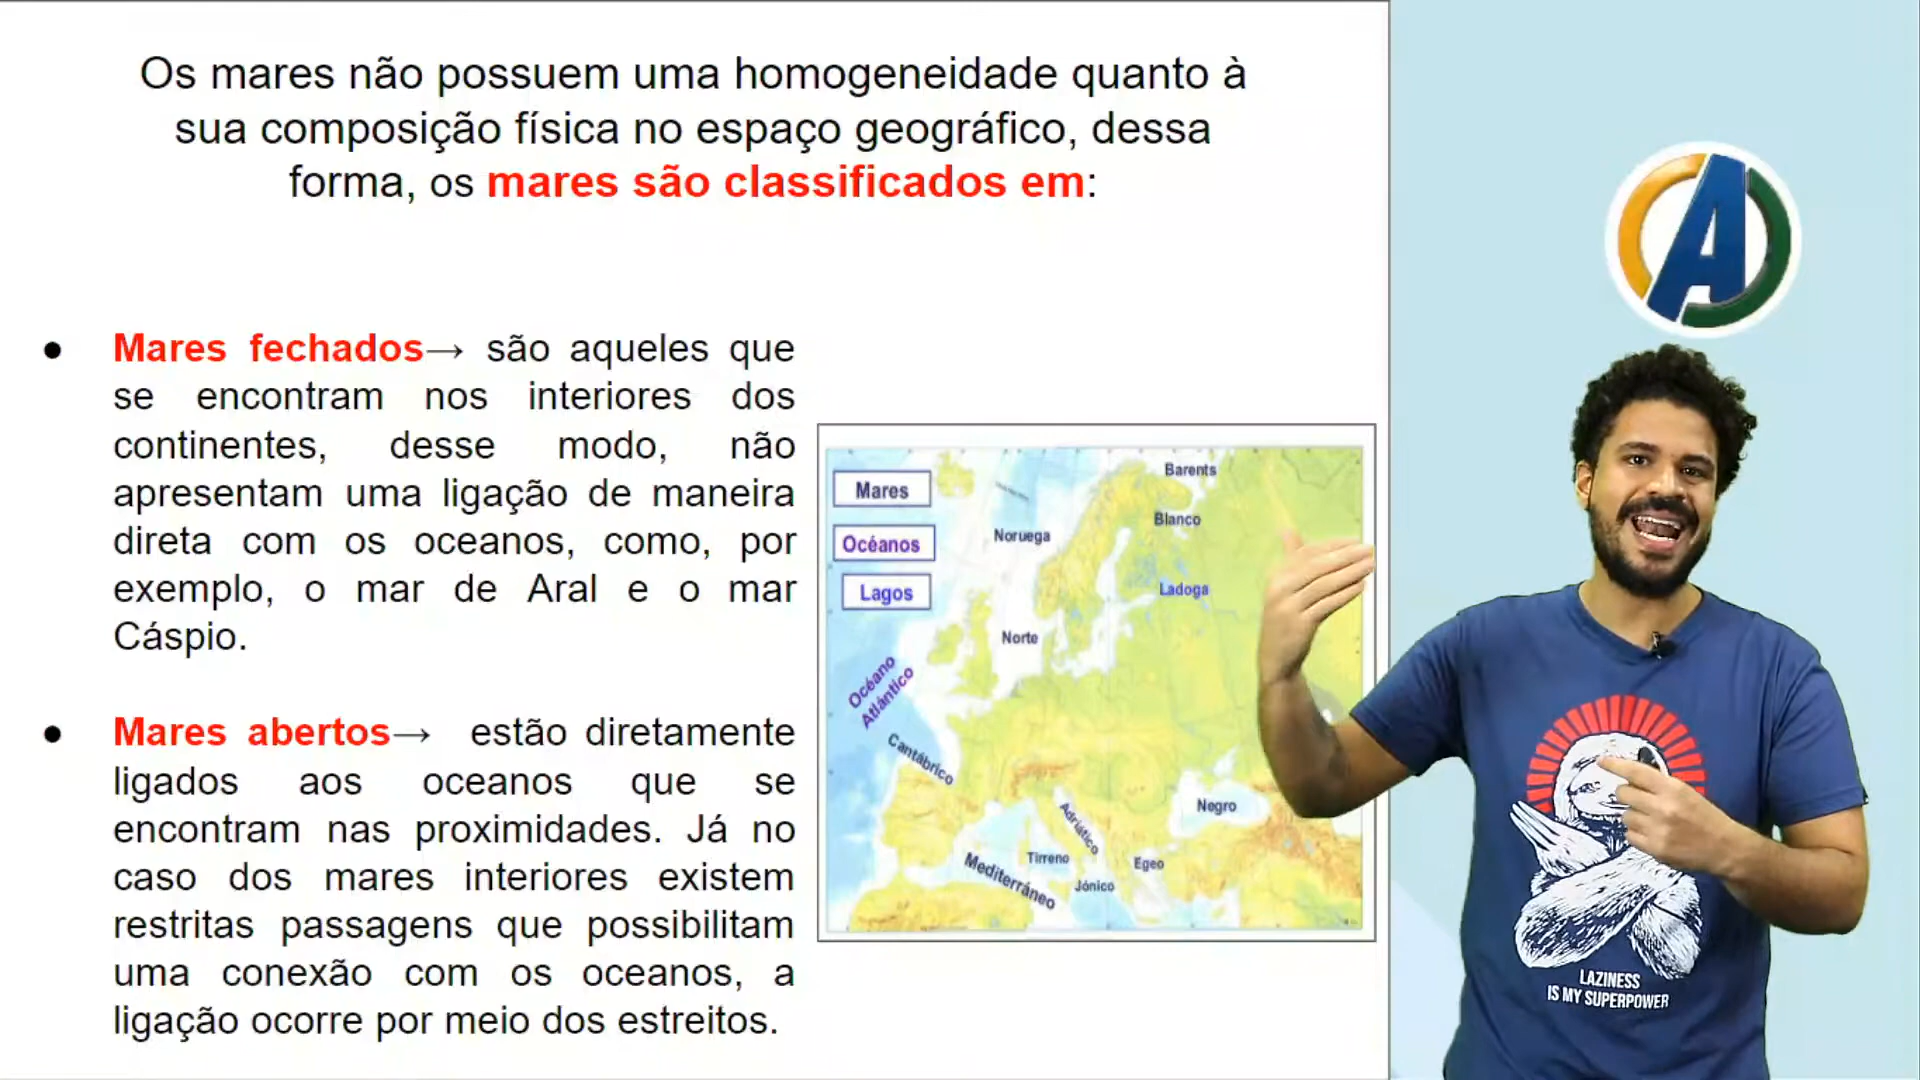 Os mares não possuem uma homogeneidade quanto à
sua composição física no espaço geográfico, dessa
forma, os mares são classificados em:
● Mares fechados→ são aqueles que
se encontram nos interiores dos
continentes, desse modo, não
apresentam uma ligação de maneira
direta com os oceanos, como, por
exemplo, o mar de Aral e o mar
Cáspio.
● Mares abertos→ estão diretamente
ligados aos oceanos que se
encontram nas proximidades. Já no
caso dos mares interiores existem
restritas passagens que possibilitam
uma conexão com os oceanos, a
ligação ocorre por meio dos estreitos.
Mares
Océanos
Lagos
Barents
Blanco
Noruega
Ladoga
Norte
Océano
Atlántico
Cantábrico
Negro
Adriático
Tirreno
Egeo
Mediterráneo
Jónico
A
LAZINESS
IS MY SUPERPOWER